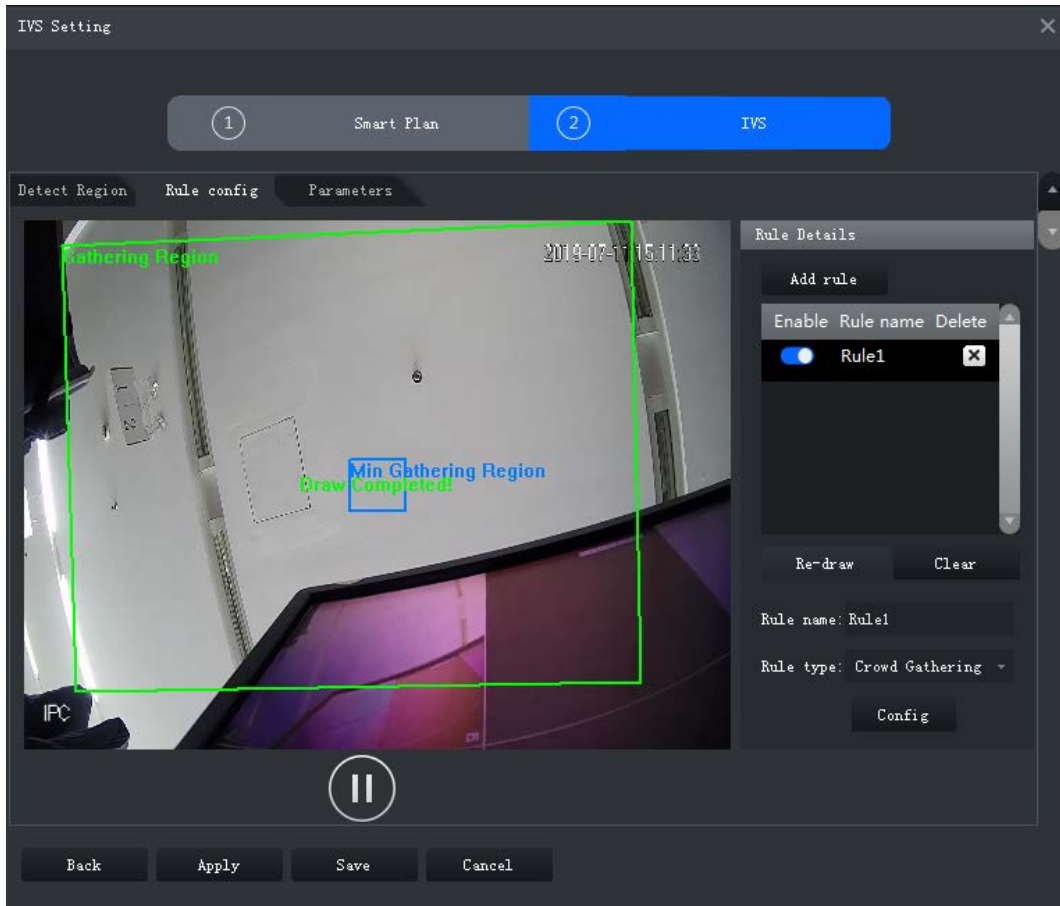 IVS Setting
1 Smart Plan 2 IVS
Detect Region Rule config Parameters
Gathering Region
2019-07-11 15:11:33
Min Gathering Region
Draw Completed!
IPC
Rule Details
Add rule
Enable Rule name Delete
Rule1
Re-draw Clear
Rule name: Rule1
Rule type: Crowd Gathering
Config
Back Apply Save Cancel